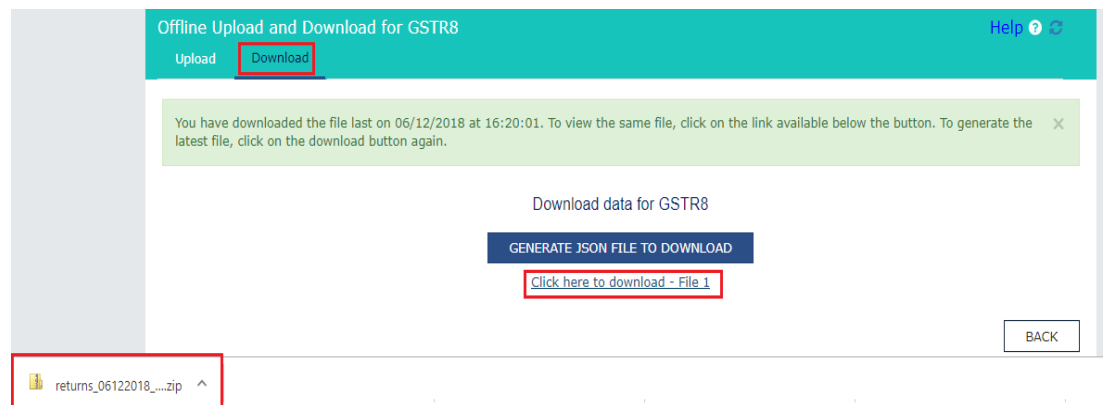 Offline Upload and Download for GSTR8
Help ?
Upload
Download
You have downloaded the file last on 06/12/2018 at 16:20:01. To view the same file, click on the link available below the button. To generate the
latest file, click on the download button again.
Download data for GSTR8
GENERATE JSON FILE TO DOWNLOAD
Click here to download - File 1
BACK
returns_06122018_....zip